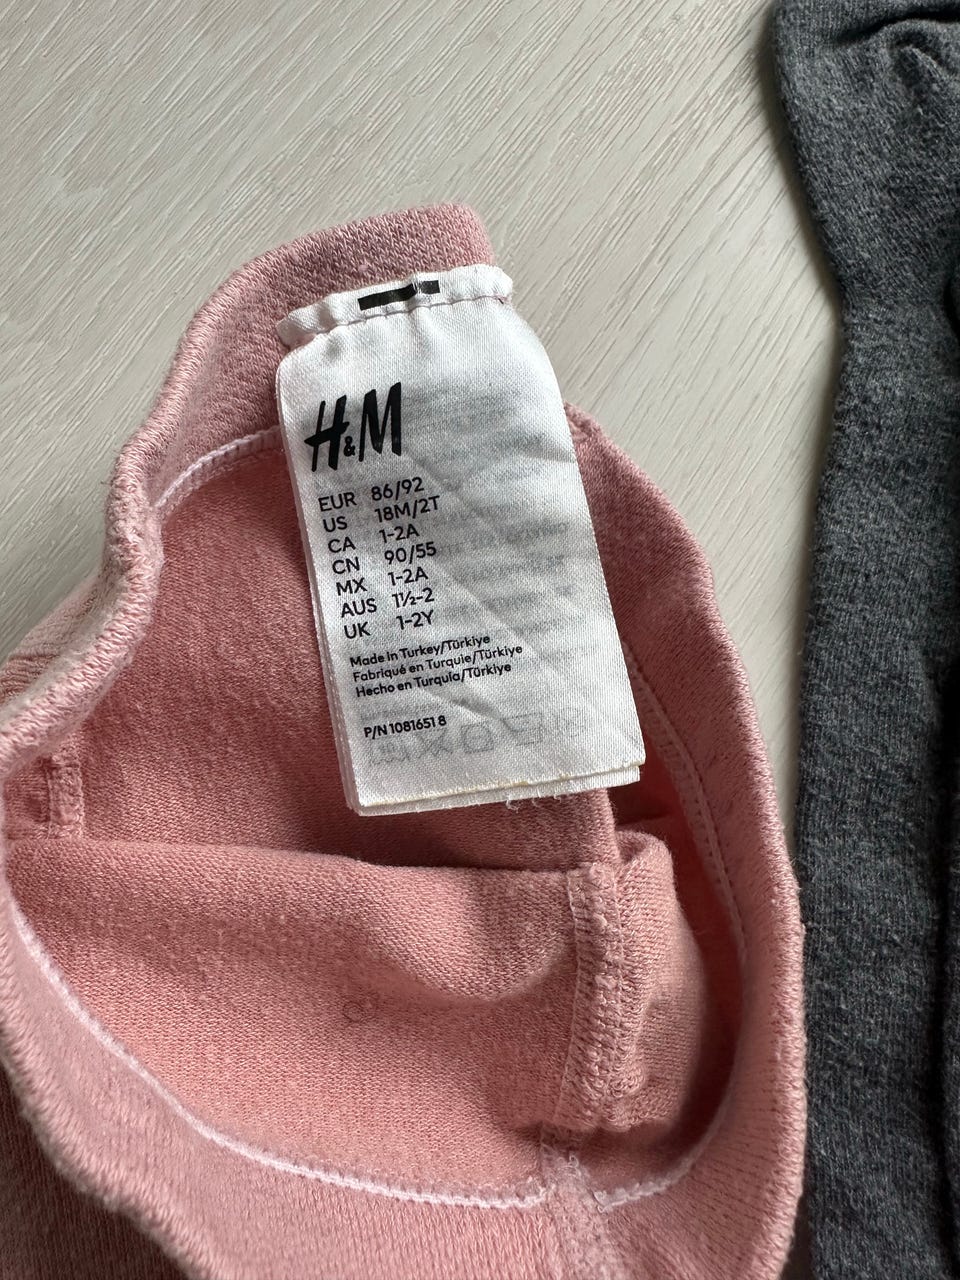 H&M
EUR 86/92
US 18M/2T
CA 1-2A
CN 90/55
MX 1-2A
AUS 1½-2
UK 1-2Y
Made in Turkey/Türkiye
Fabriqué en Turquie/Türkiye
Hecho en Turquía/Türkiye
P/N 1081651 8